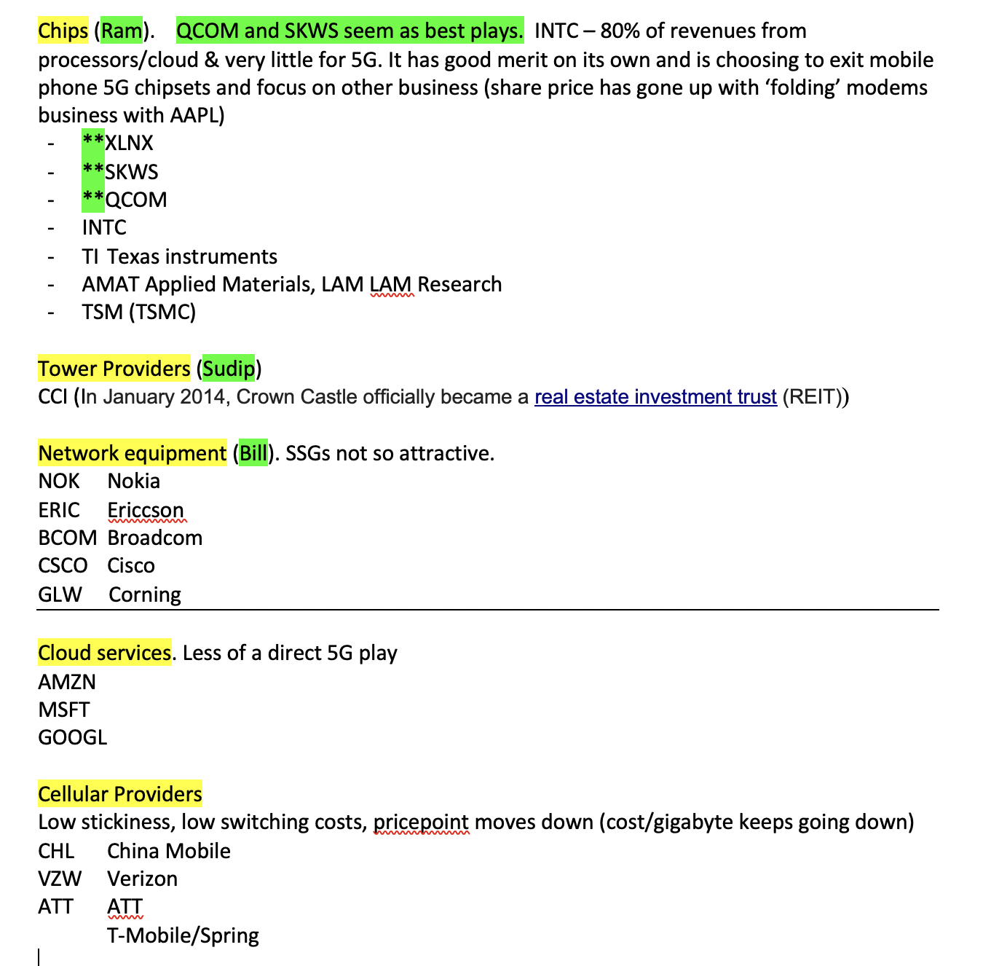 Chips (Ram). QCOM and SKWS seem as best plays. INTC – 80% of revenues from
processors/cloud & very little for 5G. It has good merit on its own and is choosing to exit mobile
phone 5G chipsets and focus on other business (share price has gone up with ‘folding’ modems
business with AAPL)
- **XLNX
- **SKWS
- **QCOM
- INTC
- TI Texas instruments
- AMAT Applied Materials, LAM LAM Research
- TSM (TSMC)
Tower Providers (Sudip)
CCI (In January 2014, Crown Castle officially became a real estate investment trust (REIT))
Network equipment (Bill). SSGs not so attractive.
NOK Nokia
ERIC Ericcson
BCOM Broadcom
CSCO Cisco
GLW Corning
Cloud services. Less of a direct 5G play
AMZN
MSFT
GOOGL
Cellular Providers
Low stickiness, low switching costs, pricepoint moves down (cost/gigabyte keeps going down)
CHL China Mobile
VZW Verizon
ATT ATT
T-Mobile/Spring